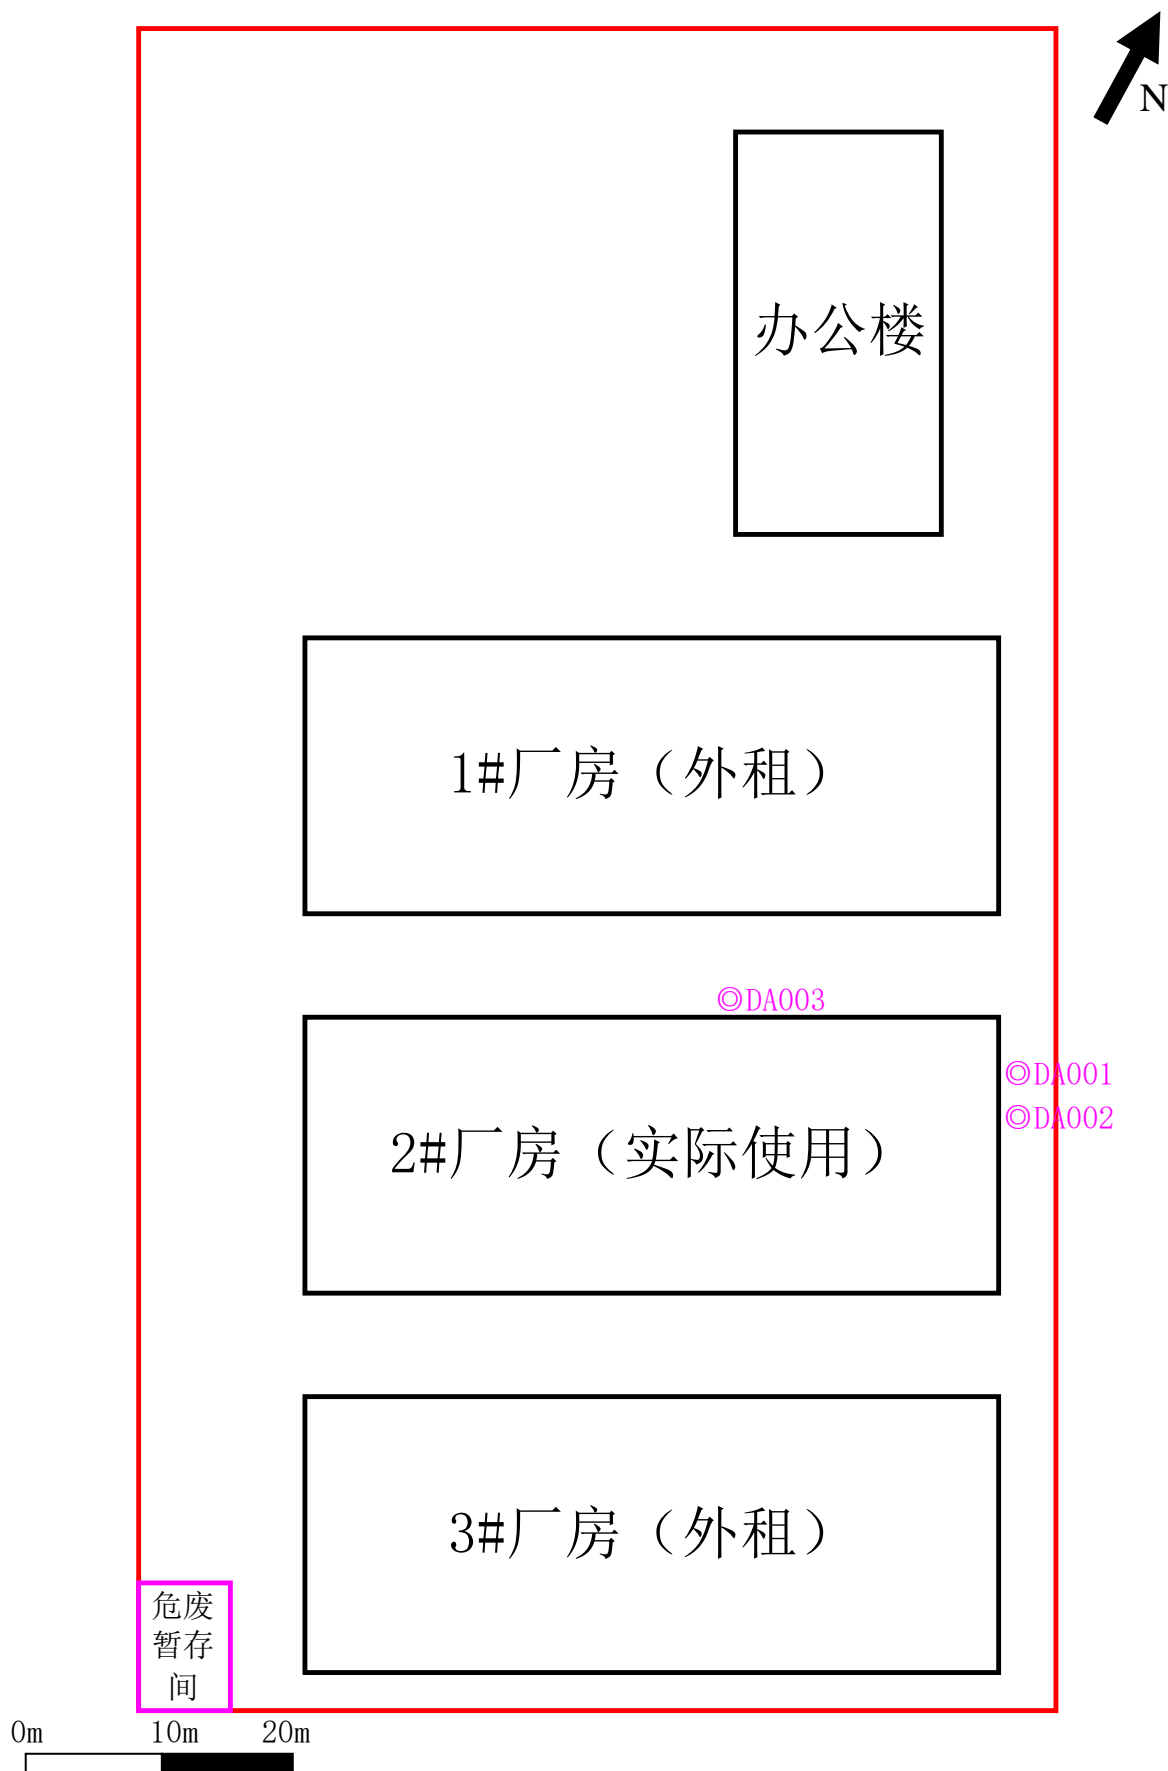 N
办公楼
1#厂房（外租）
◎DA003
◎DA001
◎DA002
2#厂房（实际使用）
3#厂房（外租）
危废
暂存
间
0m 10m 20m